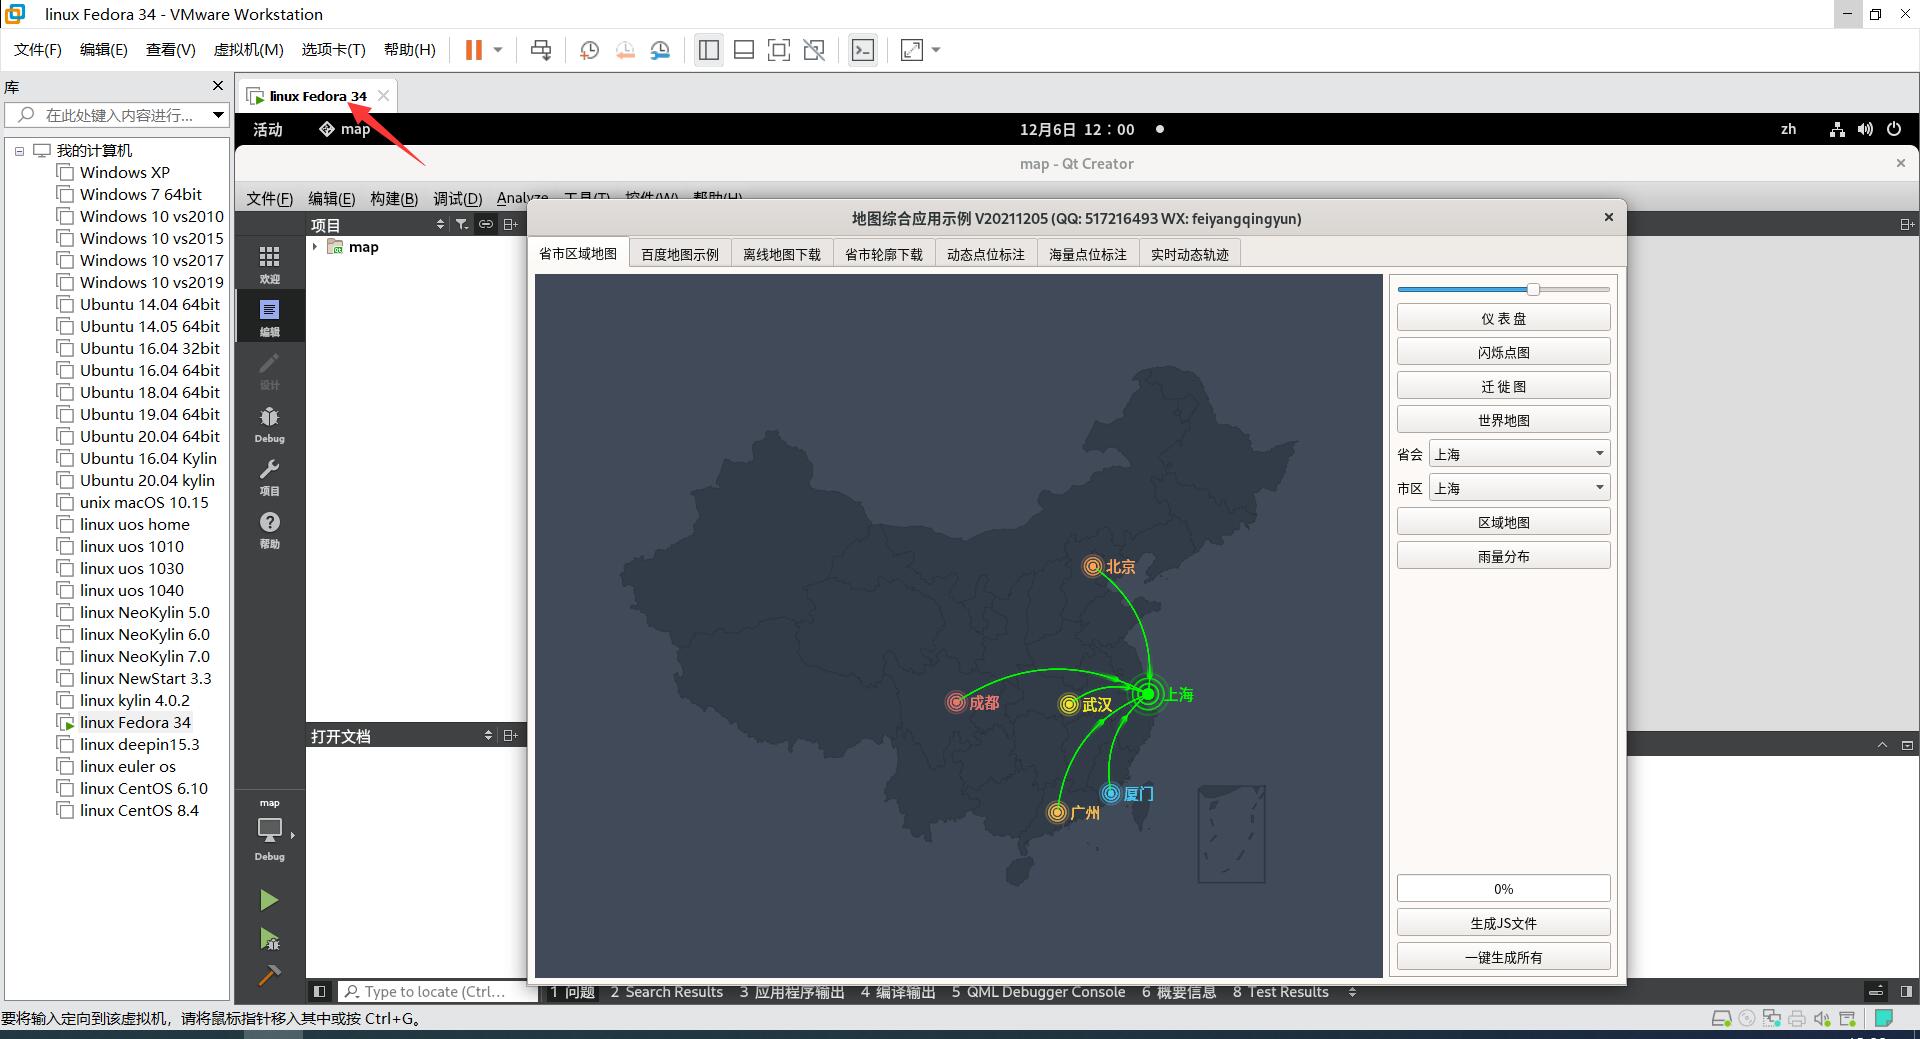 linux Fedora 34 - VMware Workstation
文件(F) 编辑(E) 查看(V) 虚拟机(M) 选项卡(T) 帮助(H)
库
在此处键入内容进行...
我的计算机
Windows XP
Windows 7 64bit
Windows 10 vs2010
Windows 10 vs2015
Windows 10 vs2017
Windows 10 vs2019
Ubuntu 14.04 64bit
Ubuntu 14.05 64bit
Ubuntu 16.04 32bit
Ubuntu 16.04 64bit
Ubuntu 18.04 64bit
Ubuntu 19.04 64bit
Ubuntu 20.04 64bit
Ubuntu 16.04 Kylin
Ubuntu 20.04 kylin
unix macOS 10.15
linux uos home
linux uos 1010
linux uos 1030
linux uos 1040
linux NeoKylin 5.0
linux NeoKylin 6.0
linux NeoKylin 7.0
linux NewStart 3.3
linux kylin 4.0.2
linux Fedora 34
linux deepin15.3
linux euler os
linux CentOS 6.10
linux CentOS 8.4
linux Fedora 34
活动 map 12月6日 12：00 zh
map - Qt Creator
文件(F) 编辑(E) 构建(B) 调试(D) Analyze 工具(T) 控件(W) 帮助(H)
项目
map
欢迎
编辑
设计
Debug
项目
帮助
打开文档
map
Debug
地图综合应用示例 V20211205 (QQ: 517216493 WX: feiyangqingyun)
省市区域地图 百度地图示例 离线地图下载 省市轮廓下载 动态点位标注 海量点位标注 实时动态轨迹
北京
上海
成都
武汉
厦门
广州
仪 表 盘
闪烁点图
迁 徙 图
世界地图
省会 上海
市区 上海
区域地图
雨量分布
0%
生成JS文件
一键生成所有
Type to locate (Ctrl... 1 问题 2 Search Results 3 应用程序输出 4 编译输出 5 QML Debugger Console 6 概要信息 8 Test Results
要将输入定向到该虚拟机，请将鼠标指针移入其中或按 Ctrl+G。